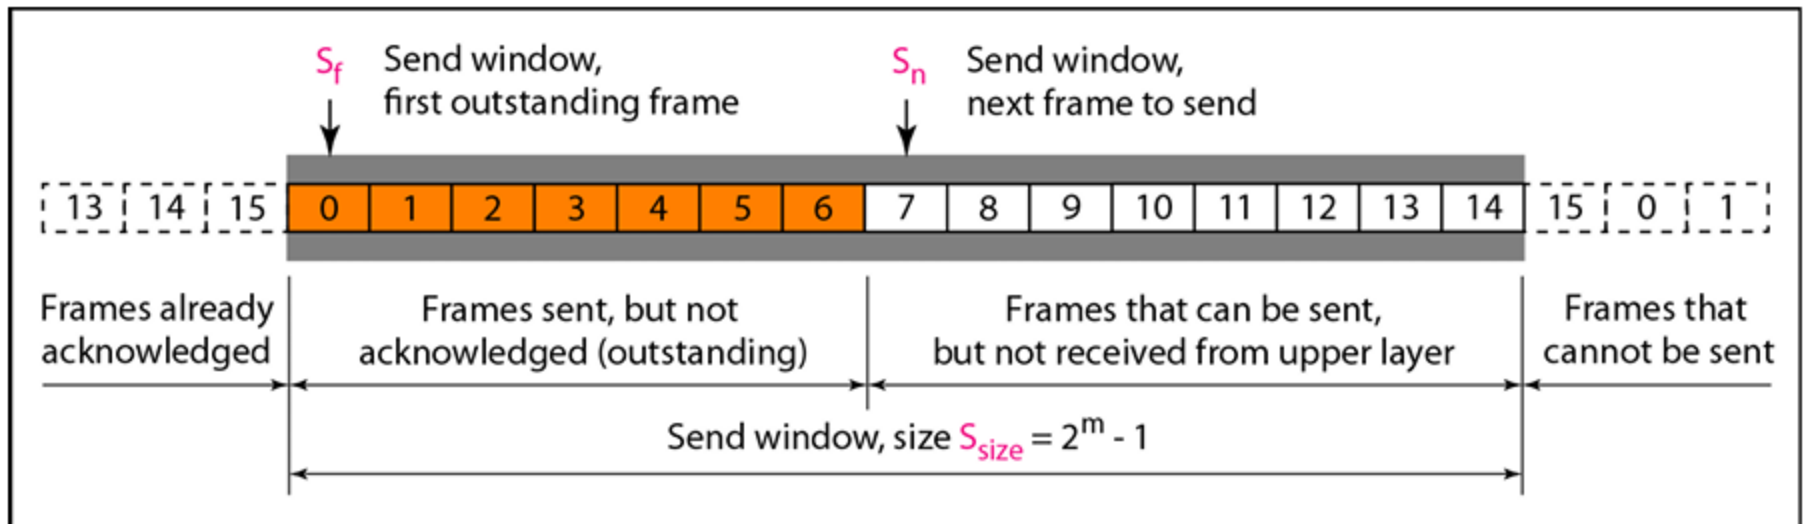 Sf Send window,
first outstanding frame
Sn Send window,
next frame to send
13 14 15 0 1 2 3 4 5 6 7 8 9 10 11 12 13 14 15 0 1
Frames already
acknowledged
Frames sent, but not
acknowledged (outstanding)
Frames that can be sent,
but not received from upper layer
Frames that
cannot be sent
Send window, size Ssize = 2^m - 1